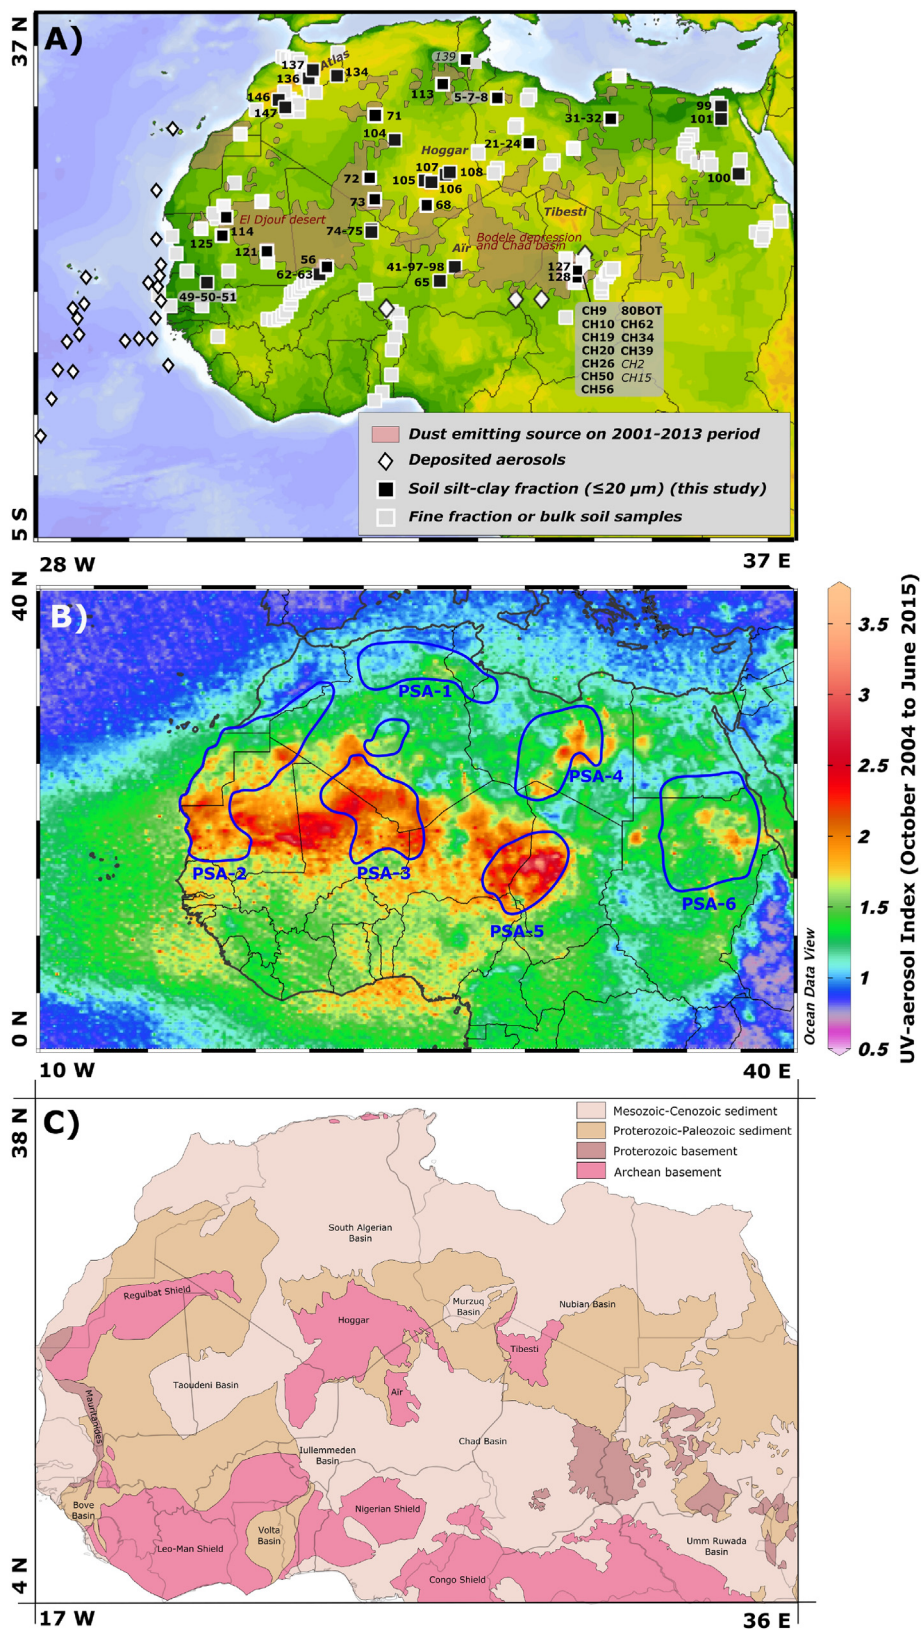 A)
37 N
5 S
28 W
37 E
137
Atlas
136
134
139
146
147
113
5-7-8
71
104
31-32
99
101
21-24
Hoggar
107
108
105
106
100
72
73
68
El Djouf desert
114
125
74-75
Tibesti
Bodele depression
and Chad basin
Aïr
121
56
62-63
41-97-98
65
127
128
49-50-51
CH9 80BOT
CH10 CH62
CH19 CH34
CH20 CH39
CH26 CH2
CH50 CH15
CH56
Dust emitting source on 2001-2013 period
Deposited aerosols
Soil silt-clay fraction (≤20 µm) (this study)
Fine fraction or bulk soil samples
B)
40 N
0 N
10 W
40 E
PSA-1
PSA-4
PSA-2
PSA-3
PSA-6
PSA-5
Ocean Data View
3.5
3
2.5
2
1.5
1
0.5
UV-aerosol Index (October 2004 to June 2015)
C)
38 N
4 N
17 W
36 E
Mesozoic-Cenozoic sediment
Proterozoic-Paleozoic sediment
Proterozoic basement
Archean basement
South Algerian
Basin
Reguibat Shield
Hoggar
Murzuq
Basin
Nubian Basin
Tibesti
Taoudeni Basin
Aïr
Mauritanides
Iullemmeden
Basin
Chad Basin
Bove
Basin
Nigerian Shield
Leo-Man Shield
Volta
Basin
Umm Ruwada
Basin
Congo Shield